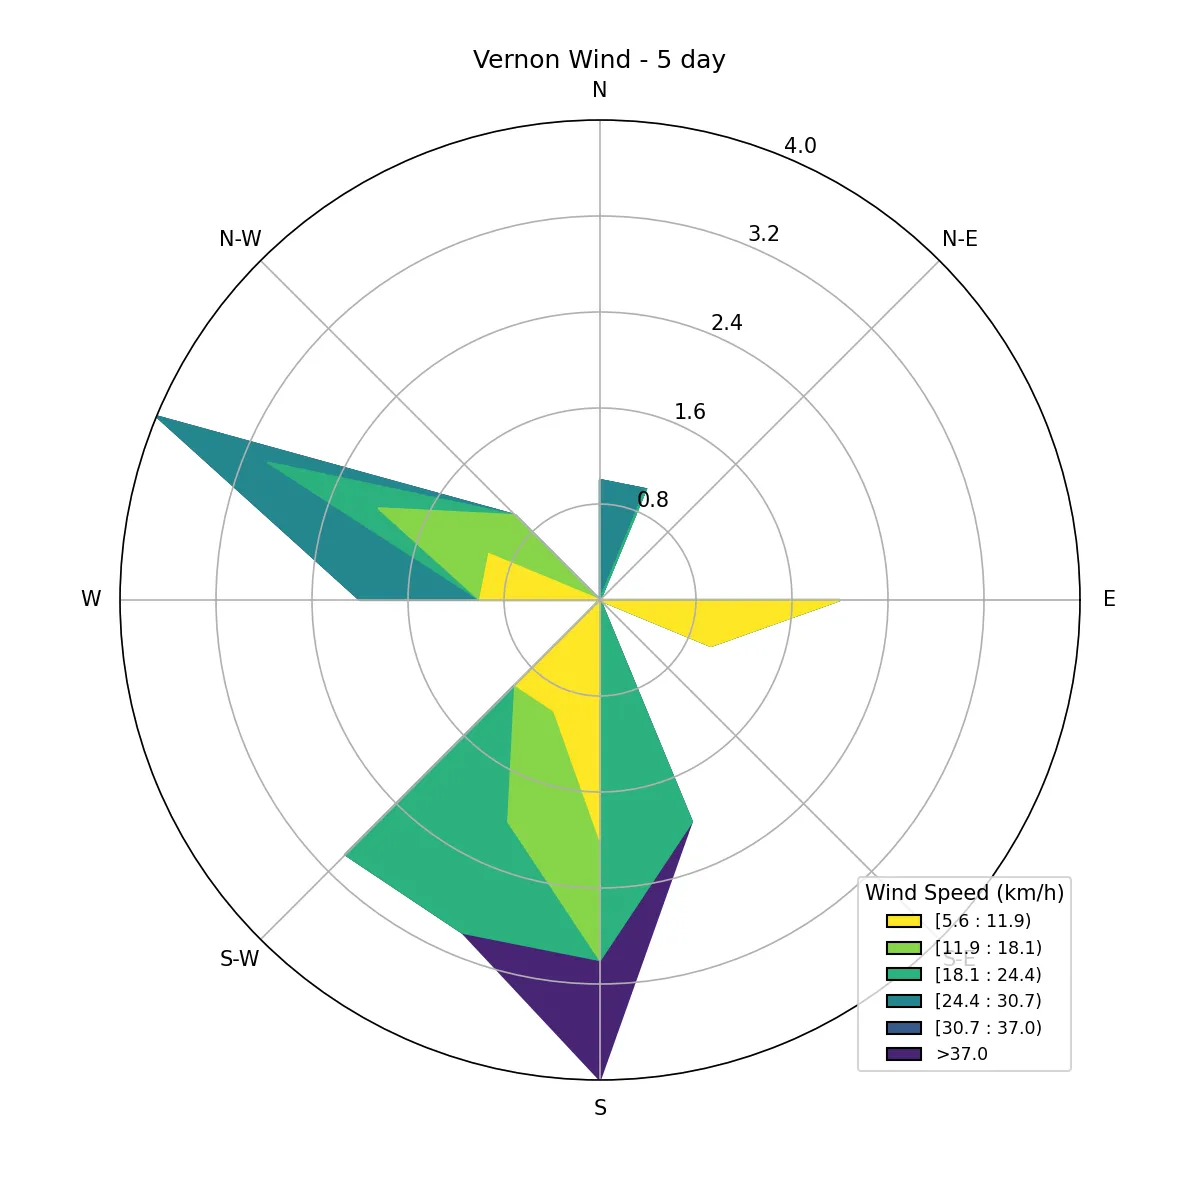 Vernon Wind - 5 day
N
4.0
N-W
3.2
N-E
2.4
1.6
0.8
W
E
Wind Speed (km/h)
[5.6 : 11.9)
[11.9 : 18.1)
S-W
S-E
[18.1 : 24.4)
[24.4 : 30.7)
[30.7 : 37.0)
>37.0
S